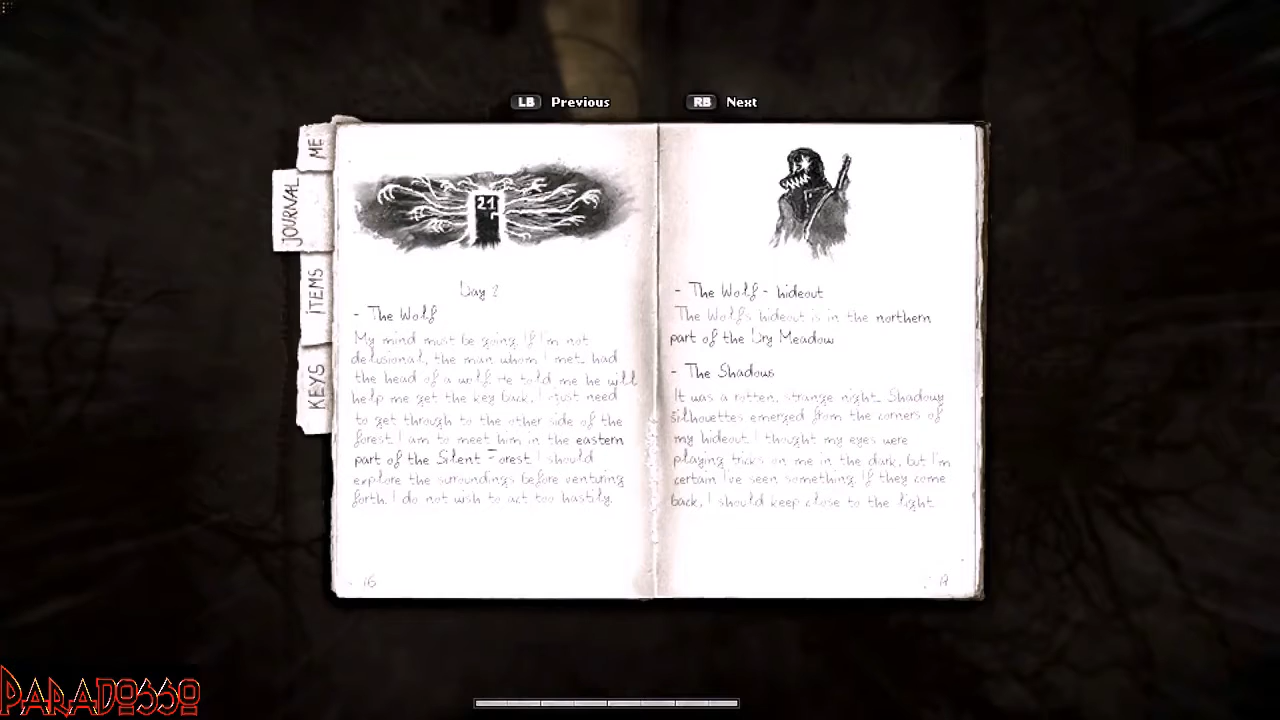 LB Previous
RB Next
ME
JOURNAL
ITEMS
KEYS
21
Day 2
- The Wolf
My mind must be going. If I'm not
delusional, the man whom I met had
the head of a wolf. He told me he will
help me get the key back. I just need
to get through to the other side of the
forest. I am to meet him in the eastern
part of the Silent Forest. I should
explore the surroundings before venturing
forth. I do not wish to act too hastily.
16
- The Wolf - hideout
The Wolf's hideout is in the northern
part of the Dry Meadow
- The Shadows
It was a rotten, strange night. Shadowy
silhouettes emerged from the corners of
my hideout. I thought my eyes were
playing tricks on me in the dark, but I'm
certain I've seen something. If they come
back, I should keep close to the light.
17
PARADOSSO